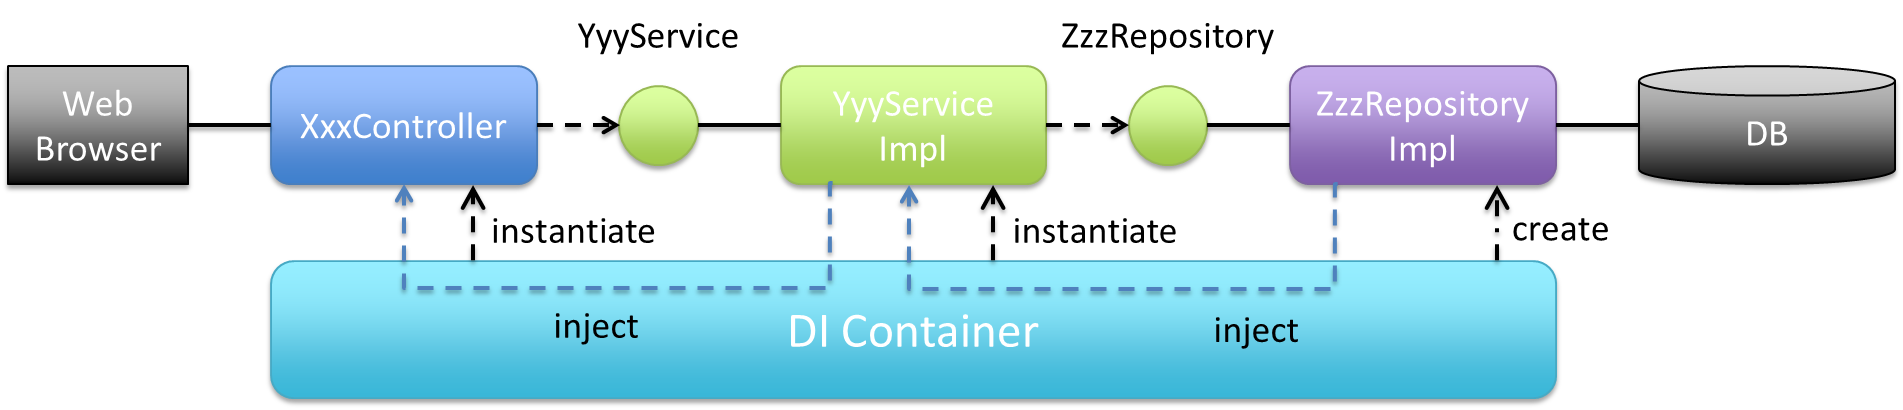 YyyService
ZzzRepository
Web
Browser
XxxController
YyyService
Impl
ZzzRepository
Impl
DB
instantiate
instantiate
create
inject
DI Container
inject